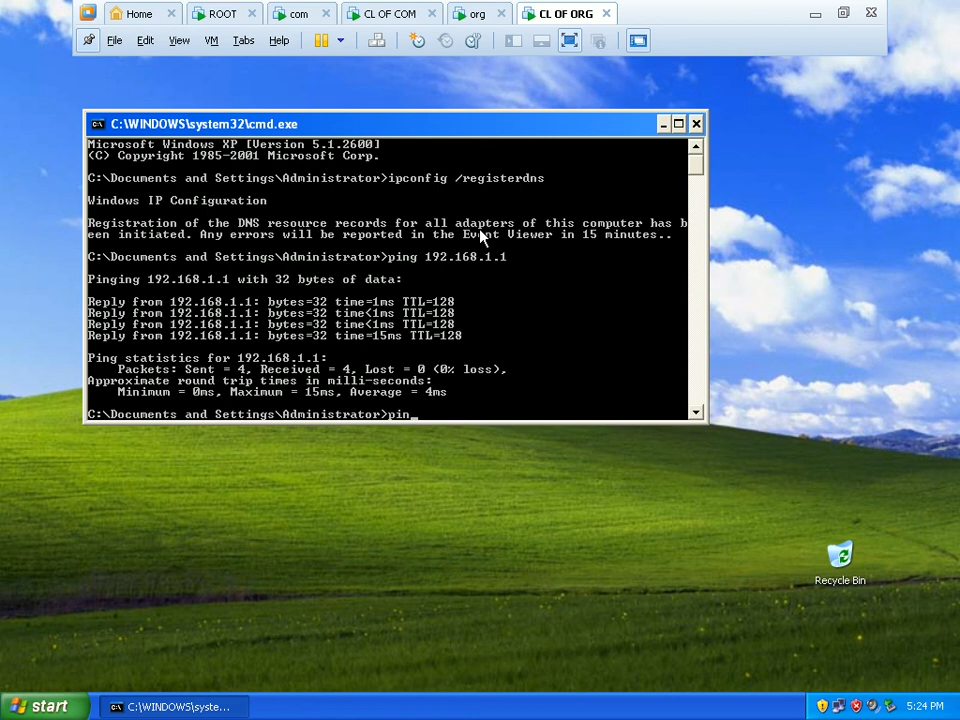 Home
ROOT
com
CL OF COM
org
CL OF ORG
File Edit View VM Tabs Help
C:\WINDOWS\system32\cmd.exe
Microsoft Windows XP [Version 5.1.2600]
(C) Copyright 1985-2001 Microsoft Corp.
C:\Documents and Settings\Administrator>ipconfig /registerdns
Windows IP Configuration
Registration of the DNS resource records for all adapters of this computer has b
een initiated. Any errors will be reported in the Event Viewer in 15 minutes..
C:\Documents and Settings\Administrator>ping 192.168.1.1
Pinging 192.168.1.1 with 32 bytes of data:
Reply from 192.168.1.1: bytes=32 time=1ms TTL=128
Reply from 192.168.1.1: bytes=32 time<1ms TTL=128
Reply from 192.168.1.1: bytes=32 time<1ms TTL=128
Reply from 192.168.1.1: bytes=32 time=15ms TTL=128
Ping statistics for 192.168.1.1:
Packets: Sent = 4, Received = 4, Lost = 0 (0% loss),
Approximate round trip times in milli-seconds:
Minimum = 0ms, Maximum = 15ms, Average = 4ms
C:\Documents and Settings\Administrator>pin_
Recycle Bin
start
C:\WINDOWS\syste...
5:24 PM